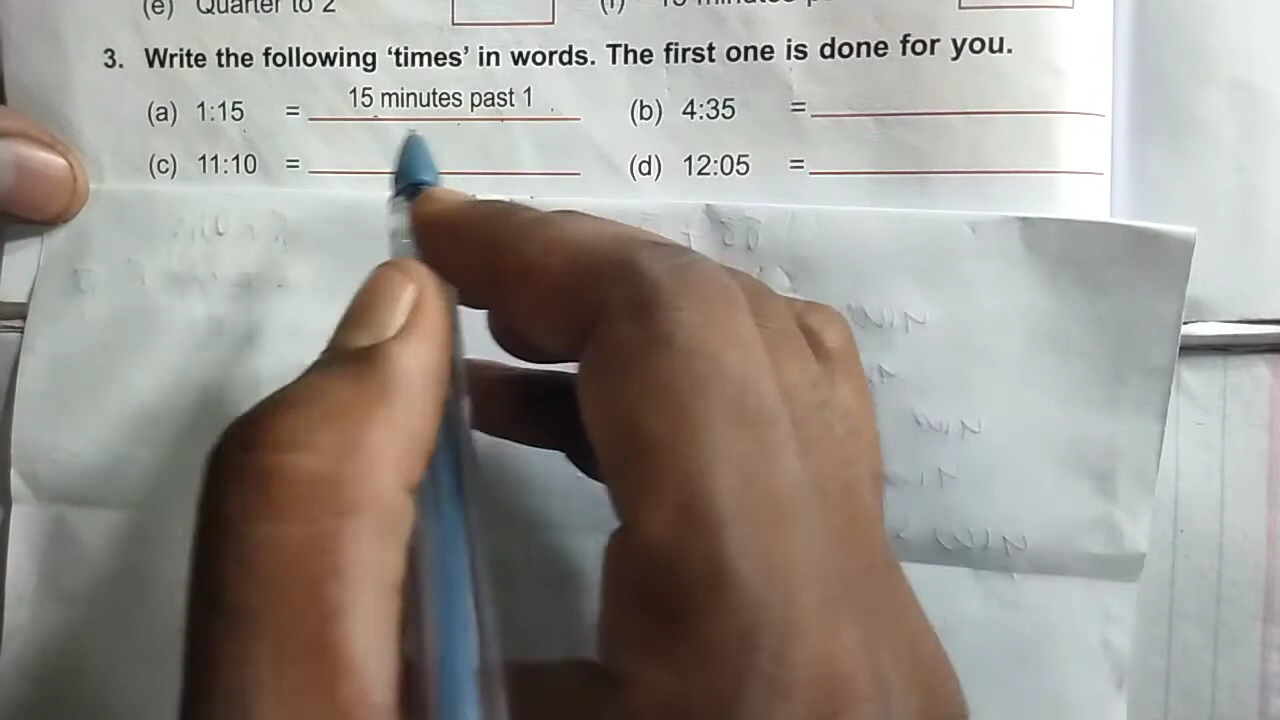 (e) Quarter to 2 (f)
3. Write the following ‘times’ in words. The first one is done for you.
(a) 1:15 = 15 minutes past 1 (b) 4:35 =
(c) 11:10 = (d) 12:05 =